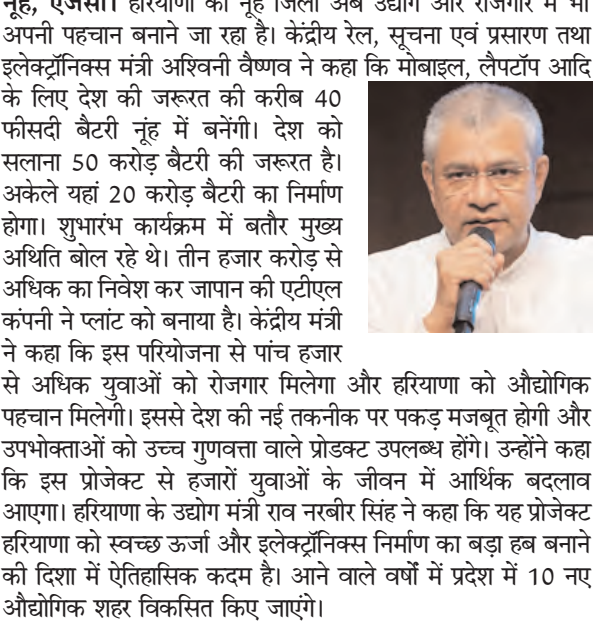 नूंह, एजेंसी। हरियाणा का नूंह जिला अब उद्योग और रोजगार में भी
अपनी पहचान बनाने जा रहा है। केंद्रीय रेल, सूचना एवं प्रसारण तथा
इलेक्ट्रॉनिक्स मंत्री अश्विनी वैष्णव ने कहा कि मोबाइल, लैपटॉप आदि
के लिए देश की जरूरत की करीब 40
फीसदी बैटरी नूंह में बनेंगी। देश को
सलाना 50 करोड़ बैटरी की जरूरत है।
अकेले यहां 20 करोड़ बैटरी का निर्माण
होगा। शुभारंभ कार्यक्रम में बतौर मुख्य
अथिति बोल रहे थे। तीन हजार करोड़ से
अधिक का निवेश कर जापान की एटीएल
कंपनी ने प्लांट को बनाया है। केंद्रीय मंत्री
ने कहा कि इस परियोजना से पांच हजार
से अधिक युवाओं को रोजगार मिलेगा और हरियाणा को औद्योगिक
पहचान मिलेगी। इससे देश की नई तकनीक पर पकड़ मजबूत होगी और
उपभोक्ताओं को उच्च गुणवत्ता वाले प्रोडक्ट उपलब्ध होंगे। उन्होंने कहा
कि इस प्रोजेक्ट से हजारों युवाओं के जीवन में आर्थिक बदलाव
आएगा। हरियाणा के उद्योग मंत्री राव नरबीर सिंह ने कहा कि यह प्रोजेक्ट
हरियाणा को स्वच्छ ऊर्जा और इलेक्ट्रॉनिक्स निर्माण का बड़ा हब बनाने
की दिशा में ऐतिहासिक कदम है। आने वाले वर्षों में प्रदेश में 10 नए
औद्योगिक शहर विकसित किए जाएंगे।